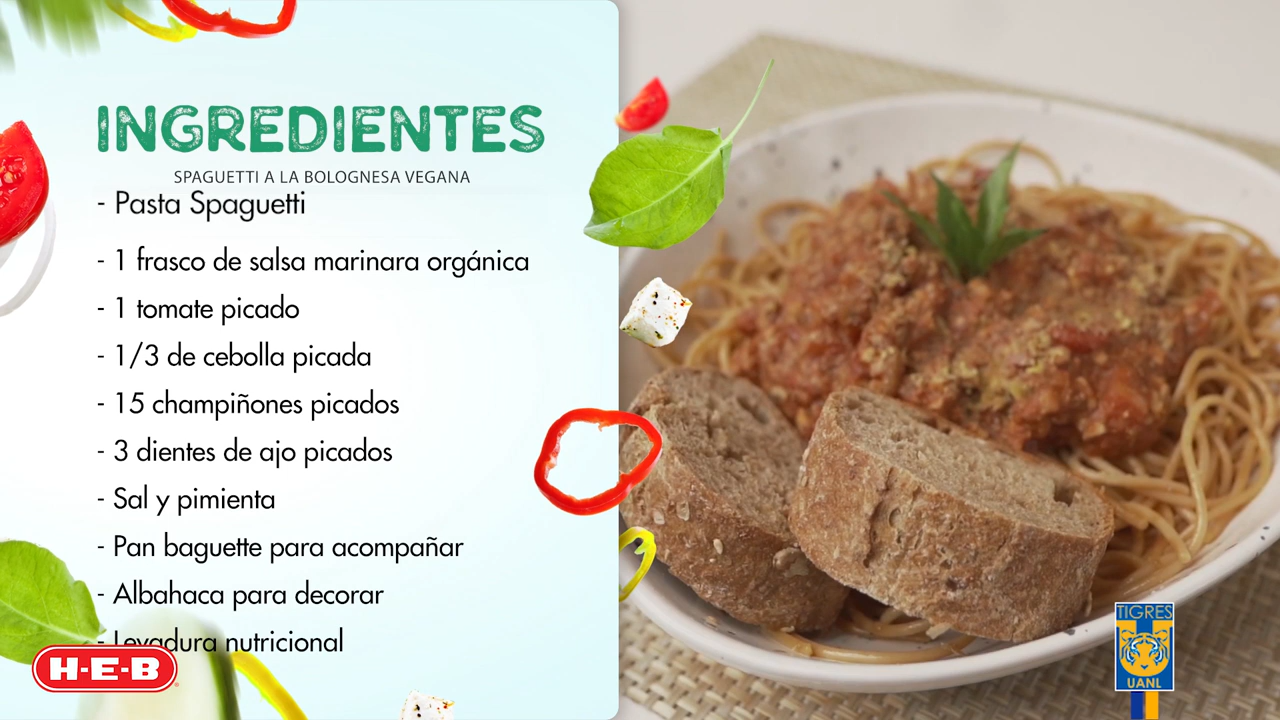 INGREDIENTES
SPAGUETTI A LA BOLOGNESA VEGANA
- Pasta Spaguetti
- 1 frasco de salsa marinara orgánica
- 1 tomate picado
- 1/3 de cebolla picada
- 15 champiñones picados
- 3 dientes de ajo picados
- Sal y pimienta
- Pan baguette para acompañar
- Albahaca para decorar
- Levadura nutricional
H-E-B
TIGRES
UANL